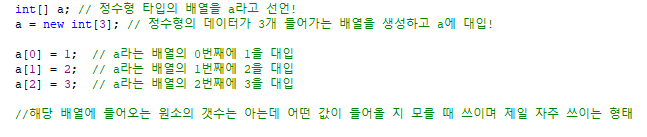 int[] a; // 정수형 타입의 배열을 a라고 선언!
a = new int[3]; // 정수형의 데이터가 3개 들어가는 배열을 생성하고 a에 대입!
a[0] = 1;  // a라는 배열의 0번째에 1을 대입
a[1] = 2;  // a라는 배열의 1번째에 2을 대입
a[2] = 3;  // a라는 배열의 2번째에 3을 대입
//해당 배열에 들어오는 원소의 갯수는 아는데 어떤 값이 들어올 지 모를 때 쓰이며 제일 자주 쓰이는 형태